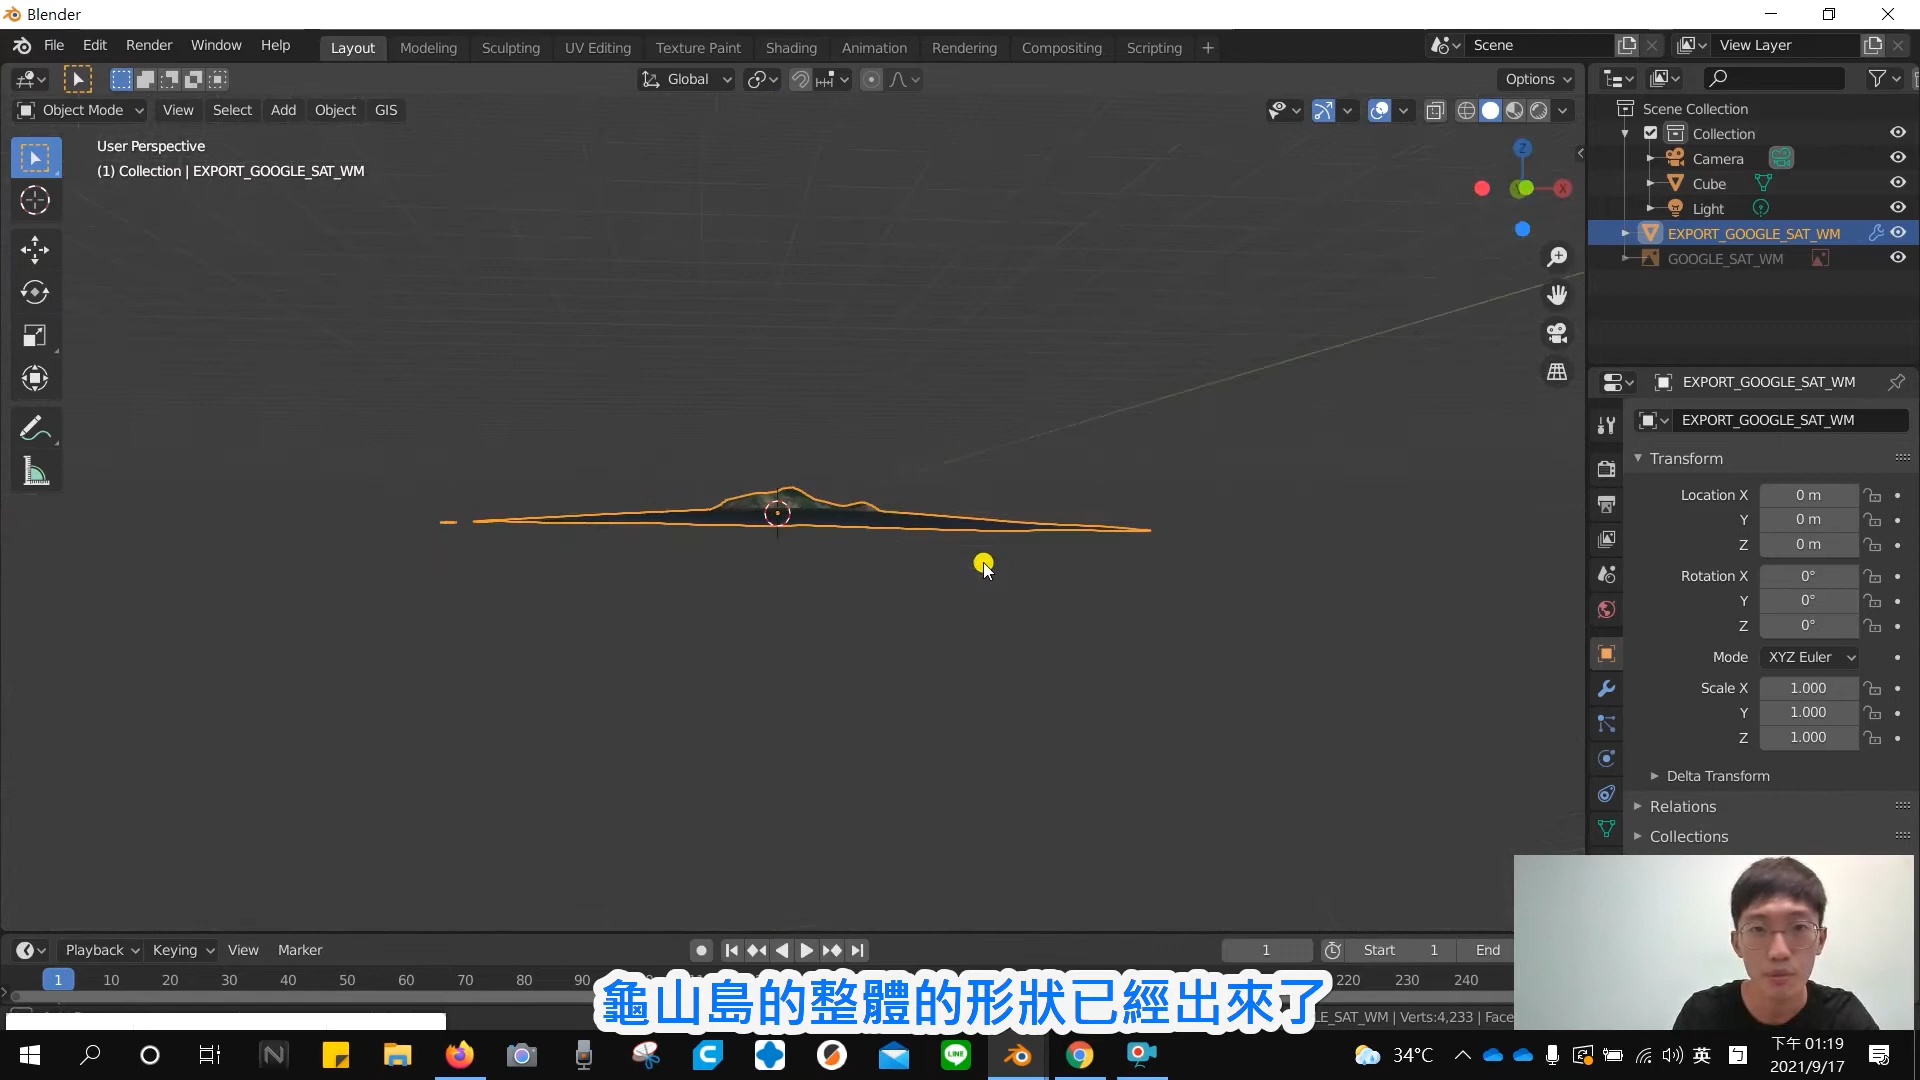 Blender
File Edit Render Window Help
Layout Modeling Sculpting UV Editing Texture Paint Shading Animation Rendering Compositing Scripting +
Scene
View Layer
Global
Options
Object Mode View Select Add Object GIS
User Perspective
(1) Collection | EXPORT_GOOGLE_SAT_WM
Z
X
Scene Collection
Collection
Camera
Cube
Light
EXPORT_GOOGLE_SAT_WM
GOOGLE_SAT_WM
EXPORT_GOOGLE_SAT_WM
EXPORT_GOOGLE_SAT_WM
Transform
Location X 0 m
Y 0 m
Z 0 m
Rotation X 0°
Y 0°
Z 0°
Mode XYZ Euler
Scale X 1.000
Y 1.000
Z 1.000
Delta Transform
Relations
Collections
Playback Keying View Marker
1 Start 1 End
1 10 20 30 40 50 60 70 80 90 220 230 240
龜山島的整體的形狀已經出來了
_SAT_WM | Verts:4,233 | Face
34°C
英
下午 01:19
2021/9/17
LINE